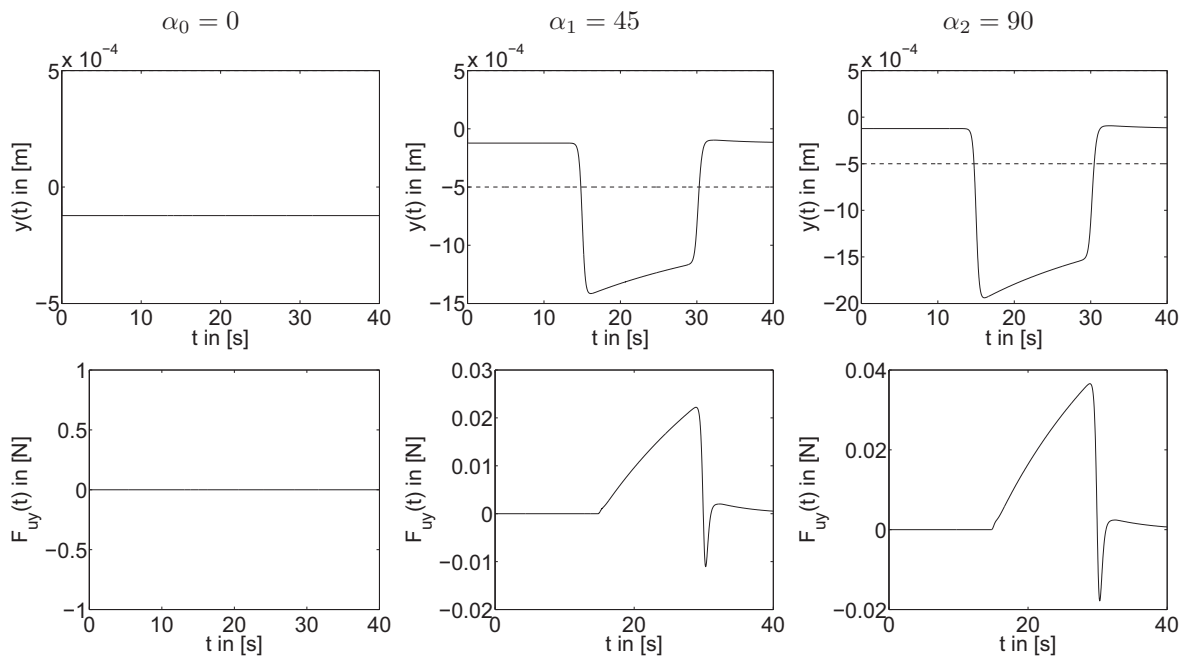 α₀ = 0
α₁ = 45
α₂ = 90
5 x 10⁻⁴
0
−5
0 10 20 30 40
y(t) in [m]
t in [s]
5 x 10⁻⁴
0
−5
−10
−15
0 10 20 30 40
y(t) in [m]
t in [s]
5 x 10⁻⁴
0
−5
−10
−15
−20
0 10 20 30 40
y(t) in [m]
t in [s]
1
0.5
0
−0.5
−1
0 10 20 30 40
F_uy(t) in [N]
t in [s]
0.03
0.02
0.01
0
−0.01
−0.02
0 20 40
F_uy(t) in [N]
t in [s]
0.04
0.02
0
−0.02
0 20 40
F_uy(t) in [N]
t in [s]